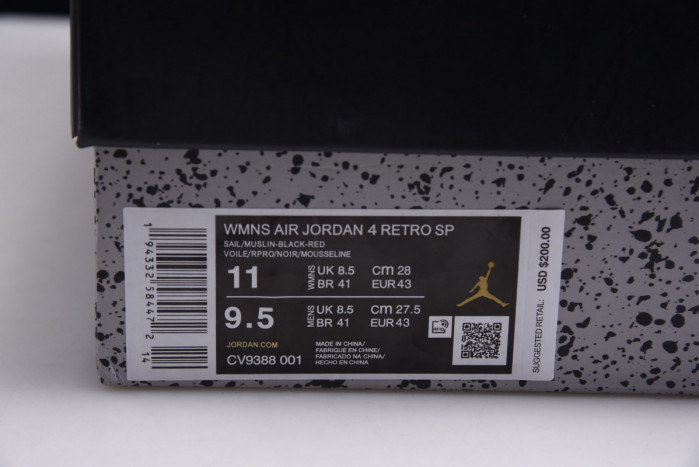 WMNS AIR JORDAN 4 RETRO SP
SAIL/MUSLIN-BLACK-RED
VOILE/RPRO/NOIR/MOUSSELINE
11 WMNS UK 8.5 cm 28
BR 41 EUR 43
9.5 MENS UK 8.5 cm 27.5
BR 41 EUR 43
JORDAN.COM
CV9388 001
MADE IN CHINA/
FABRIQUE EN CHINE/
FABRICADO NA CHINA/
HECHO EN CHINA
1 94332 58447 2
14
SUGGESTED RETAIL: USD $200.00